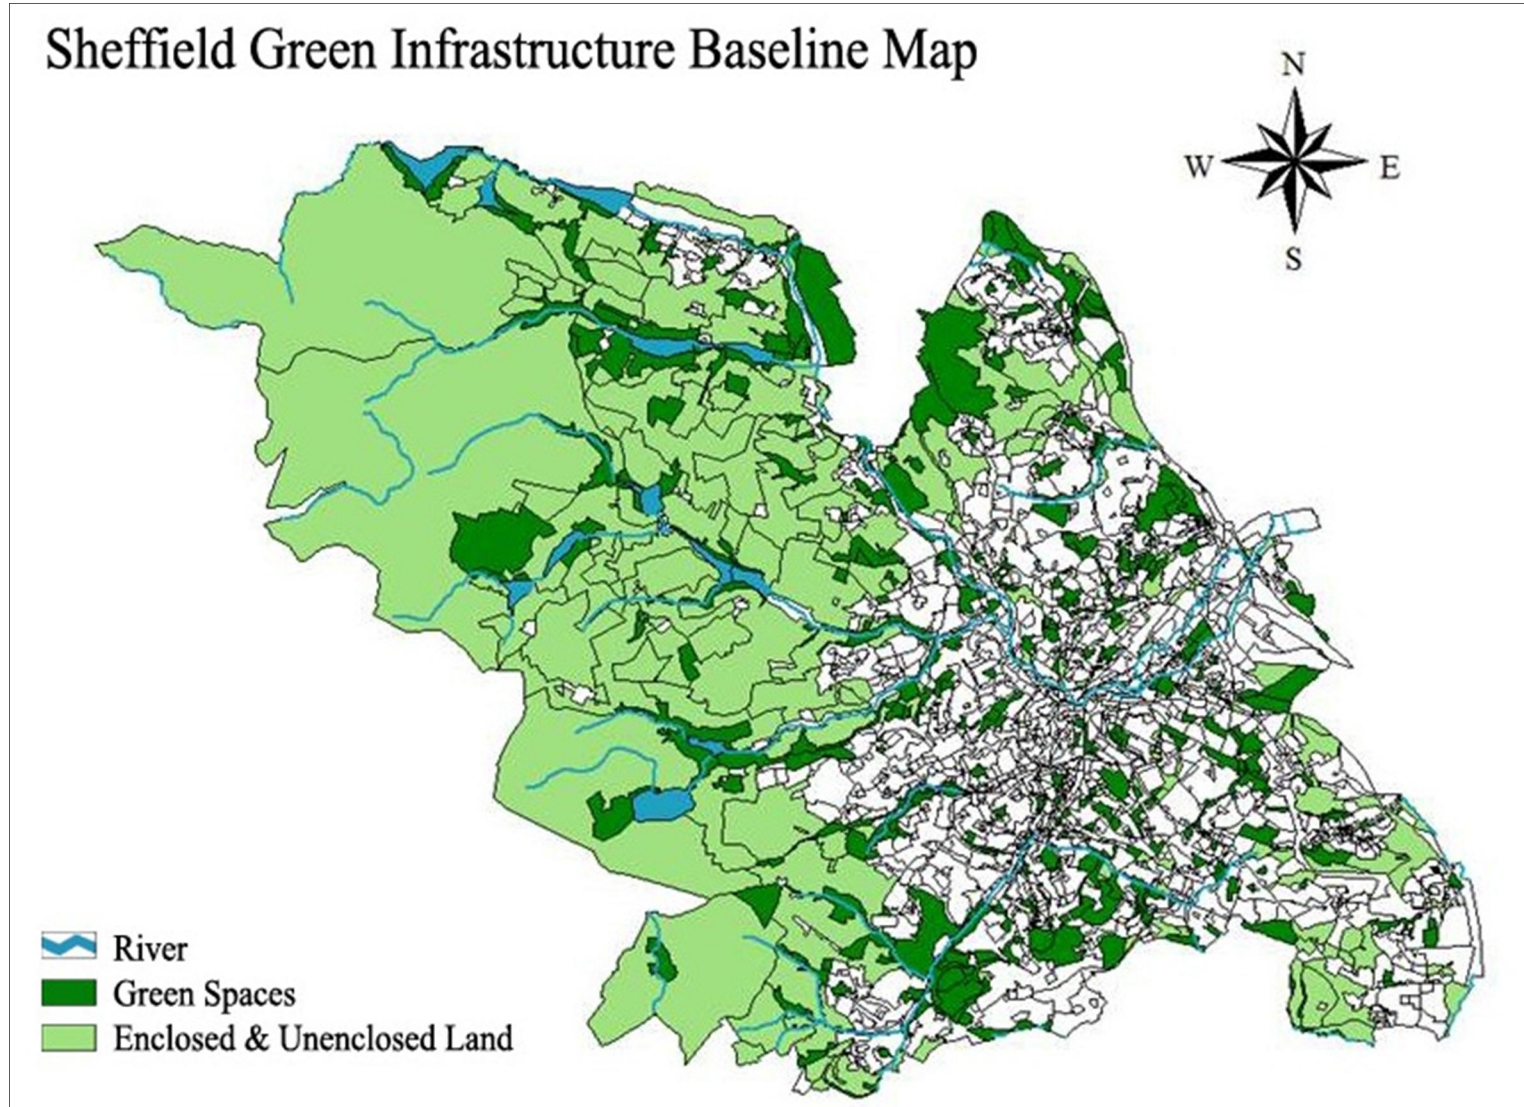 Sheffield Green Infrastructure Baseline Map
N
W
E
S
River
Green Spaces
Enclosed & Unenclosed Land